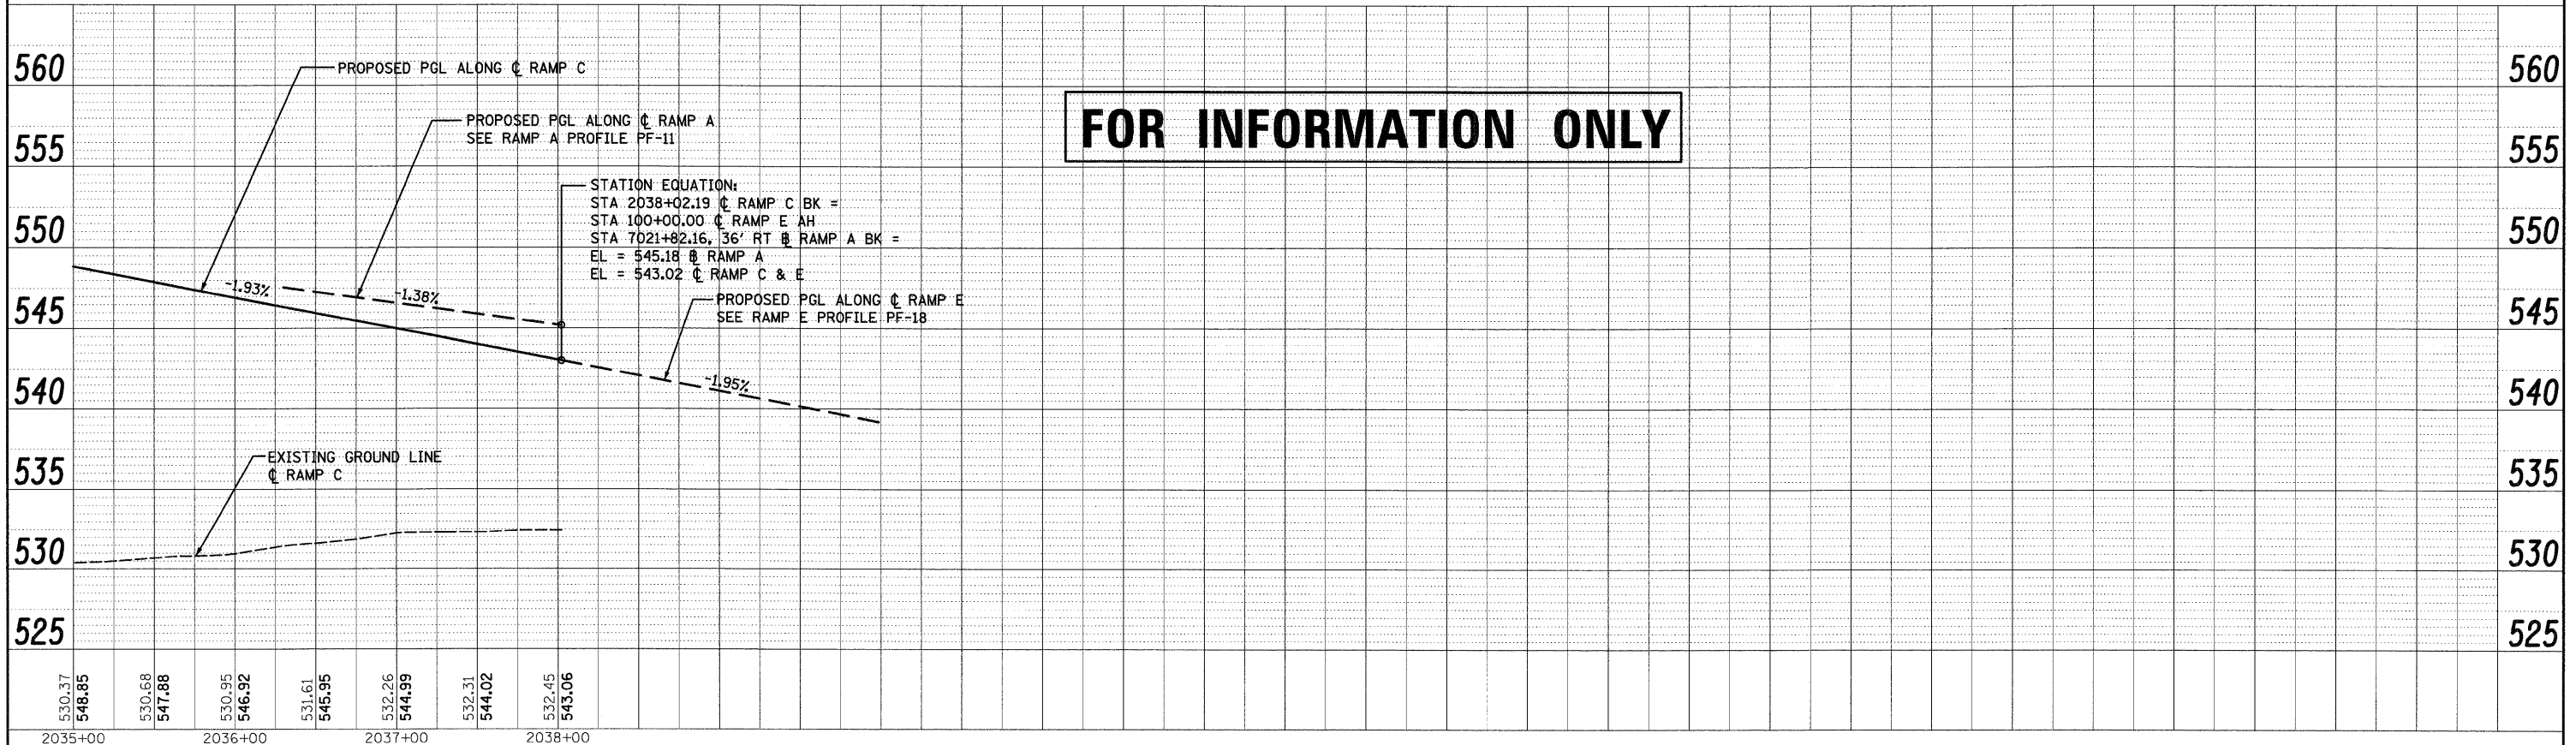 560
560
PROPOSED PGL ALONG ℄ RAMP C
FOR INFORMATION ONLY
PROPOSED PGL ALONG ℄ RAMP A
SEE RAMP A PROFILE PF-11
555
555
STATION EQUATION:
STA 2038+02.19 ℄ RAMP C BK =
STA 100+00.00 ℄ RAMP E AH
STA 7021+82.16, 36' RT B RAMP A BK =
EL = 545.18 B RAMP A
EL = 543.02 ℄ RAMP C & E
550
550
-1.93%
-1.38%
PROPOSED PGL ALONG ℄ RAMP E
SEE RAMP E PROFILE PF-18
545
545
-1.95%
540
540
EXISTING GROUND LINE
℄ RAMP C
535
535
530
530
525
525
530.37
548.85
530.68
547.88
530.95
546.92
531.61
545.95
532.26
544.99
532.31
544.02
532.45
543.06
2035+00
2036+00
2037+00
2038+00